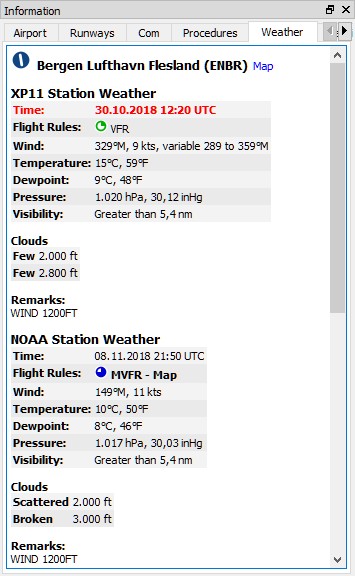 Information
Airport Runways Com Procedures Weather
Bergen Lufthavn Flesland (ENBR) Map
XP11 Station Weather
Time: 30.10.2018 12:20 UTC
Flight Rules: VFR
Wind: 329°M, 9 kts, variable 289 to 359°M
Temperature: 15°C, 59°F
Dewpoint: 9°C, 48°F
Pressure: 1.020 hPa, 30,12 inHg
Visibility: Greater than 5,4 nm
Clouds
Few 2.000 ft
Few 2.800 ft
Remarks:
WIND 1200FT
NOAA Station Weather
Time: 08.11.2018 21:50 UTC
Flight Rules: MVFR - Map
Wind: 149°M, 11 kts
Temperature: 10°C, 50°F
Dewpoint: 8°C, 46°F
Pressure: 1.017 hPa, 30,03 inHg
Visibility: Greater than 5,4 nm
Clouds
Scattered 2.000 ft
Broken 3.000 ft
Remarks:
WIND 1200FT